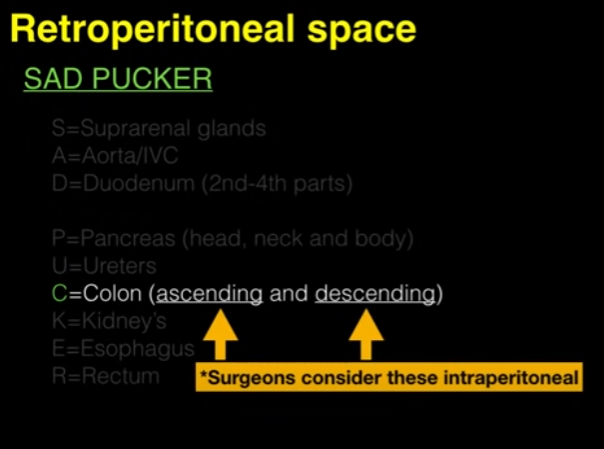 Retroperitoneal space
SAD PUCKER
S=Suprarenal glands
A=Aorta/IVC
D=Duodenum (2nd-4th parts)
P=Pancreas (head, neck and body)
U=Ureters
C=Colon (ascending and descending)
K=Kidney's
E=Esophagus
R=Rectum
*Surgeons consider these intraperitoneal